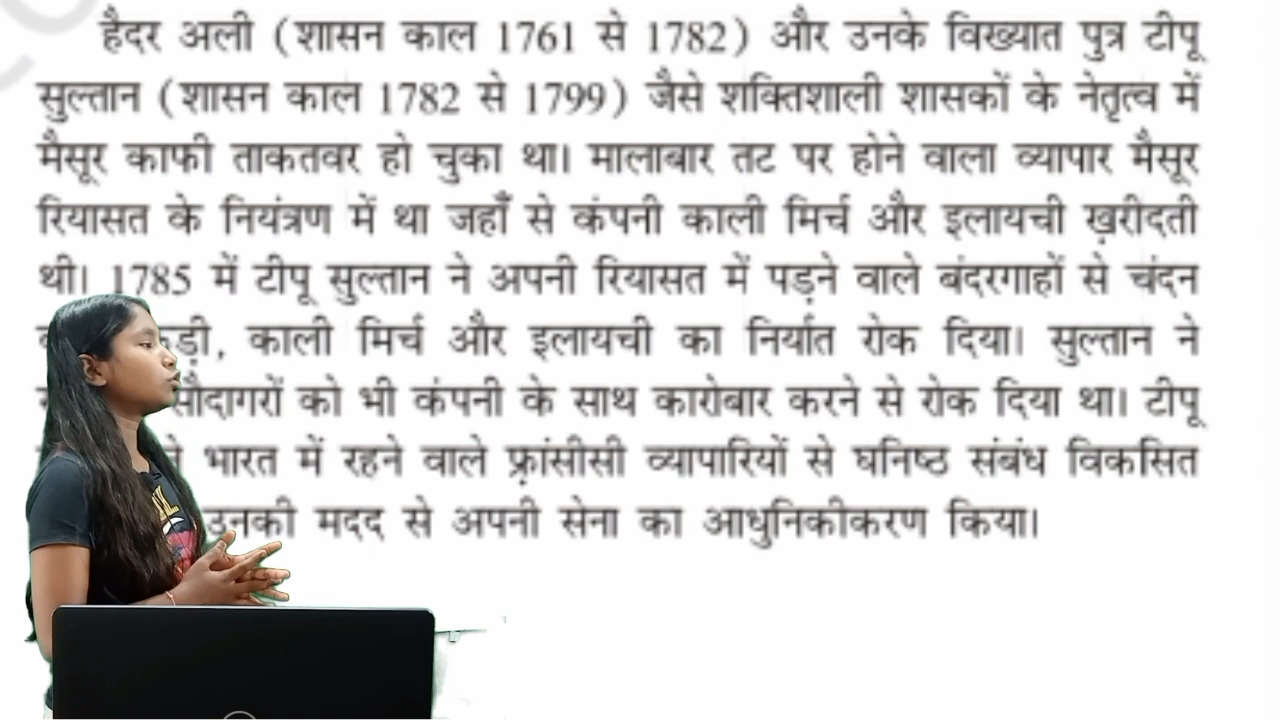 हैदर अली (शासन काल 1761 से 1782) और उनके विख्यात पुत्र टीपू
सुल्तान (शासन काल 1782 से 1799) जैसे शक्तिशाली शासकों के नेतृत्व में
मैसूर काफी ताकतवर हो चुका था। मालाबार तट पर होने वाला व्यापार मैसूर
रियासत के नियंत्रण में था जहाँ से कंपनी काली मिर्च और इलायची ख़रीदती
थी। 1785 में टीपू सुल्तान ने अपनी रियासत में पड़ने वाले बंदरगाहों से चंदन
काली मिर्च और इलायची का निर्यात रोक दिया। सुल्तान ने
सौदागरों को भी कंपनी के साथ कारोबार करने से रोक दिया था। टीपू
भारत में रहने वाले फ़्रांसीसी व्यापारियों से घनिष्ठ संबंध विकसित
उनकी मदद से अपनी सेना का आधुनिकीकरण किया।